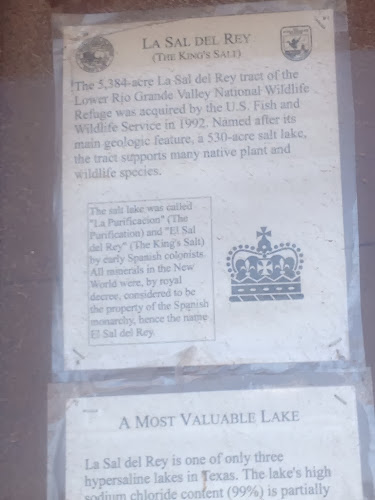 LA SAL DEL REY
(THE KING'S SALT)
The 5,384-acre La Sal del Rey tract of the
Lower Rio Grande Valley National Wildlife
Refuge was acquired by the U.S. Fish and
Wildlife Service in 1992. Named after its
main geologic feature, a 530-acre salt lake,
the tract supports many native plant and
wildlife species.
The salt lake was called
"La Purificacion" (The
Purification) and "El Sal
del Rey" (The King's Salt)
by early Spanish colonists.
All minerals in the New
World were, by royal
decree, considered to be
the property of the Spanish
monarchy, hence the name
El Sal del Rey.
A MOST VALUABLE LAKE
La Sal del Rey is one of only three
hypersaline lakes in Texas. The lake's high
sodium chloride content (99%) is partially